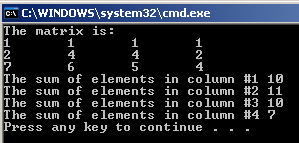 C:\WINDOWS\system32\cmd.exe
The matrix is:
1 1 1 1
2 4 4 2
7 6 5 4
The sum of elements in column #1 10
The sum of elements in column #2 11
The sum of elements in column #3 10
The sum of elements in column #4 7
Press any key to continue . . .